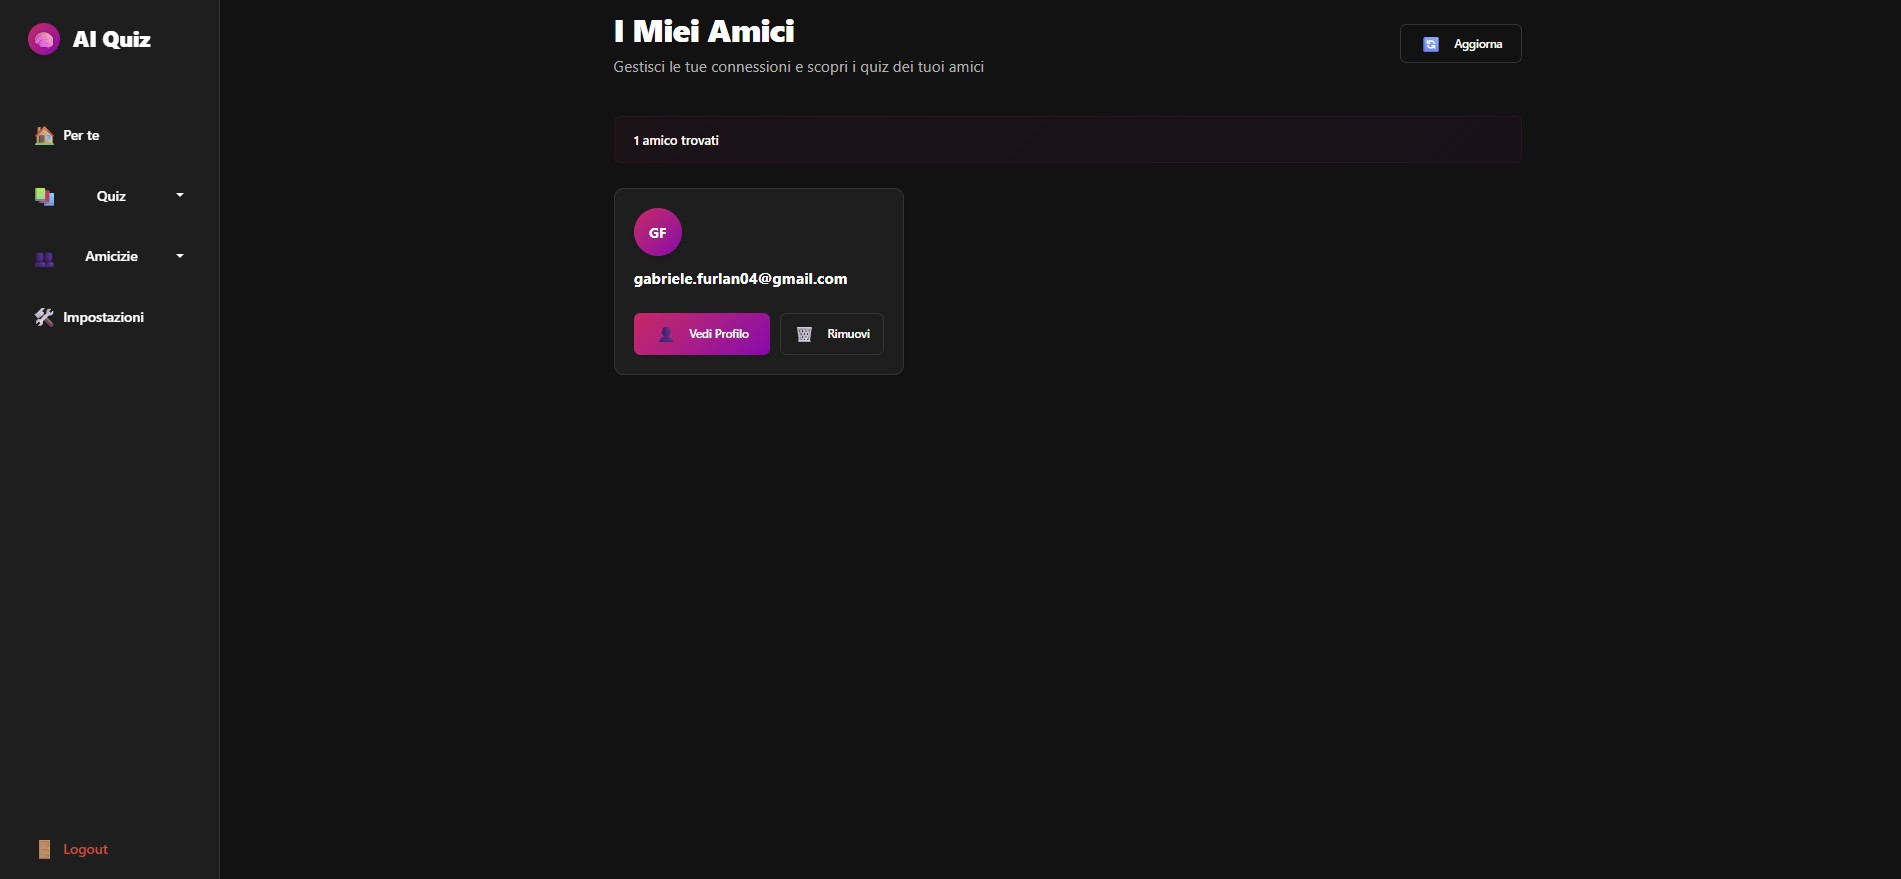 AI Quiz
Per te
Quiz
Amicizie
Impostazioni
Logout
I Miei Amici
Gestisci le tue connessioni e scopri i quiz dei tuoi amici
Aggiorna
1 amico trovati
GF
gabriele.furlan04@gmail.com
Vedi Profilo
Rimuovi